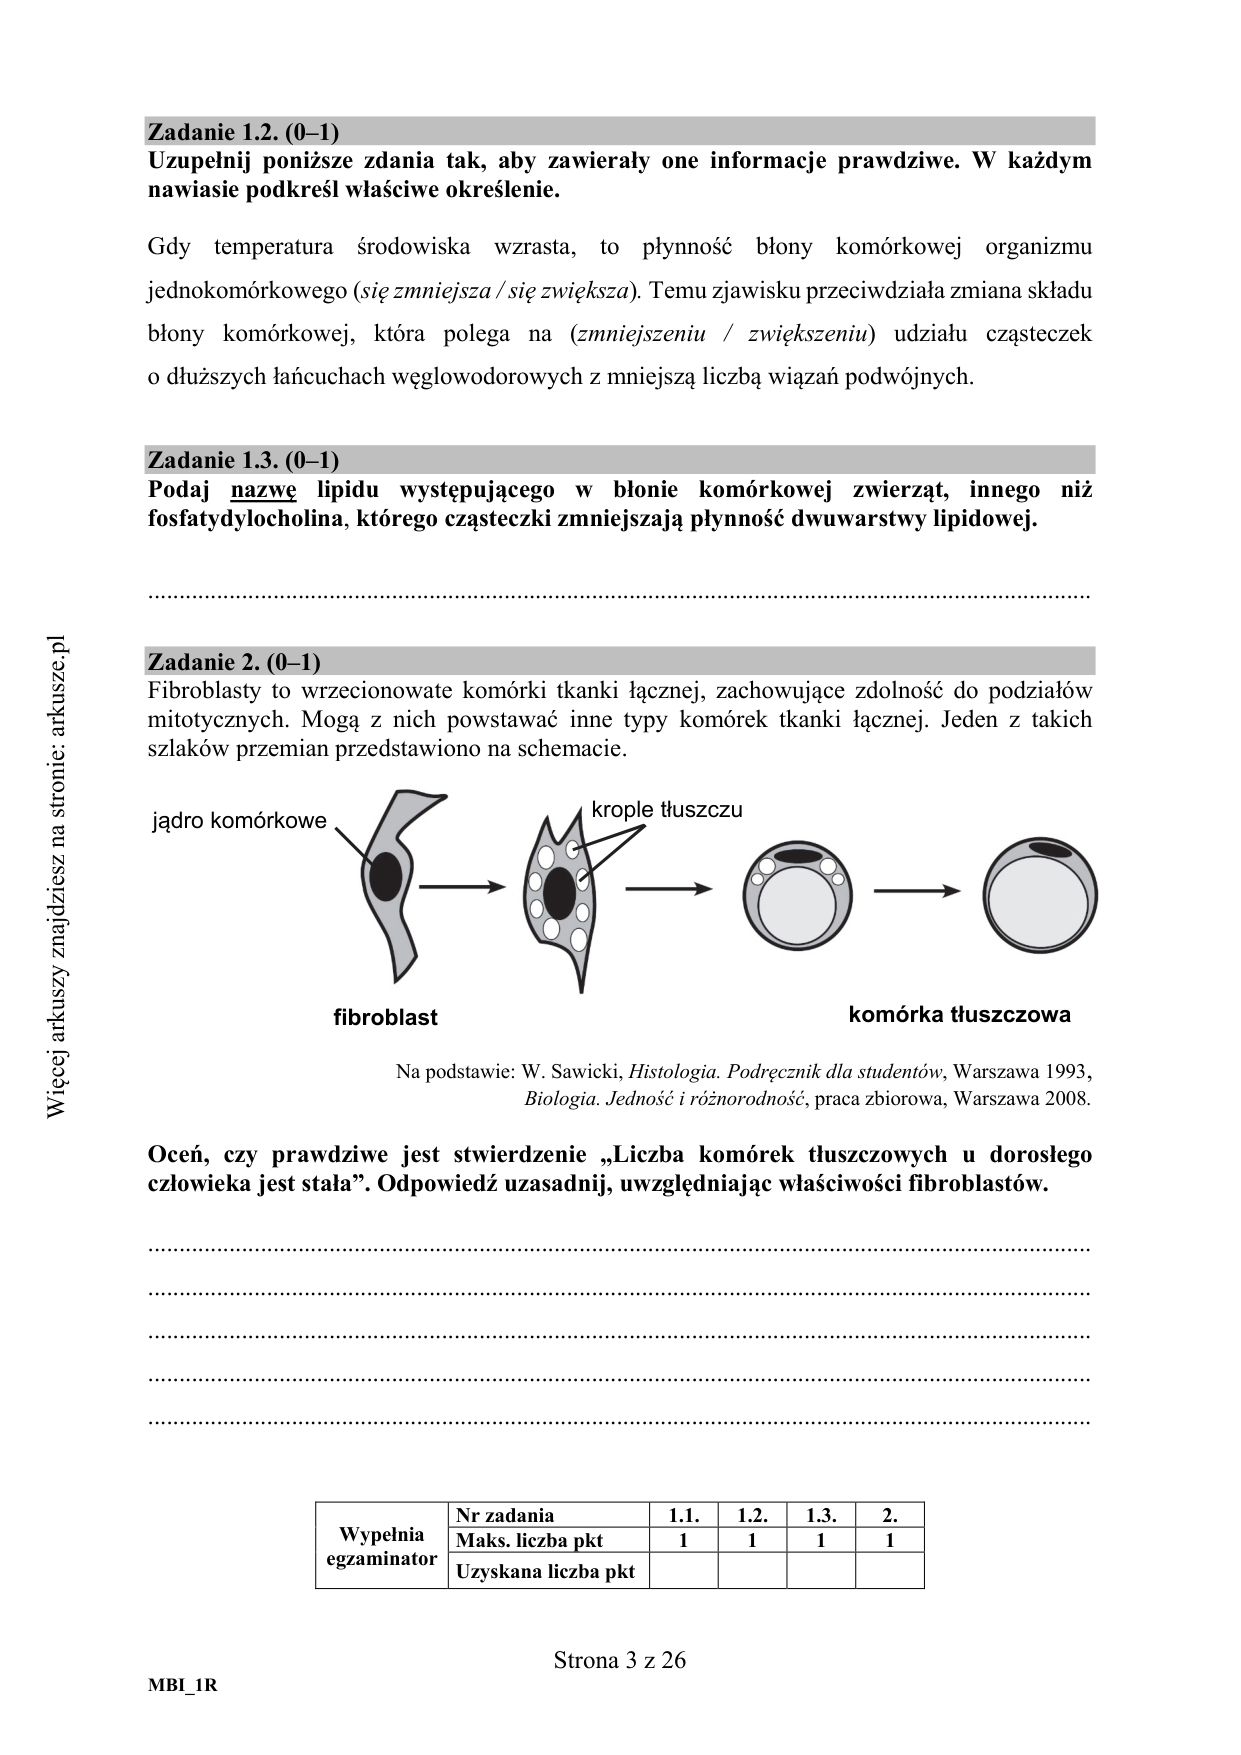 Zadanie 1.2. (0–1)
Uzupełnij poniższe zdania tak, aby zawierały one informacje prawdziwe. W każdym
nawiasie podkreśl właściwe określenie.
Gdy temperatura środowiska wzrasta, to płynność błony komórkowej organizmu
jednokomórkowego (się zmniejsza / się zwiększa). Temu zjawisku przeciwdziała zmiana składu
błony komórkowej, która polega na (zmniejszeniu / zwiększeniu) udziału cząsteczek
o dłuższych łańcuchach węglowodorowych z mniejszą liczbą wiązań podwójnych.
Zadanie 1.3. (0–1)
Podaj nazwę lipidu występującego w błonie komórkowej zwierząt, innego niż
fosfatydylocholina, którego cząsteczki zmniejszają płynność dwuwarstwy lipidowej.
Zadanie 2. (0–1)
Fibroblasty to wrzecionowate komórki tkanki łącznej, zachowujące zdolność do podziałów
mitotycznych. Mogą z nich powstawać inne typy komórek tkanki łącznej. Jeden z takich
szlaków przemian przedstawiono na schemacie.
jądro komórkowe
krople tłuszczu
fibroblast
komórka tłuszczowa
Na podstawie: W. Sawicki, Histologia. Podręcznik dla studentów, Warszawa 1993,
Biologia. Jedność i różnorodność, praca zbiorowa, Warszawa 2008.
Oceń, czy prawdziwe jest stwierdzenie „Liczba komórek tłuszczowych u dorosłego
człowieka jest stała”. Odpowiedź uzasadnij, uwzględniając właściwości fibroblastów.
Wypełnia
egzaminator
Nr zadania 1.1. 1.2. 1.3. 2.
Maks. liczba pkt 1 1 1 1
Uzyskana liczba pkt
Strona 3 z 26
MBI_1R
Więcej arkuszy znajdziesz na stronie: arkusze.pl